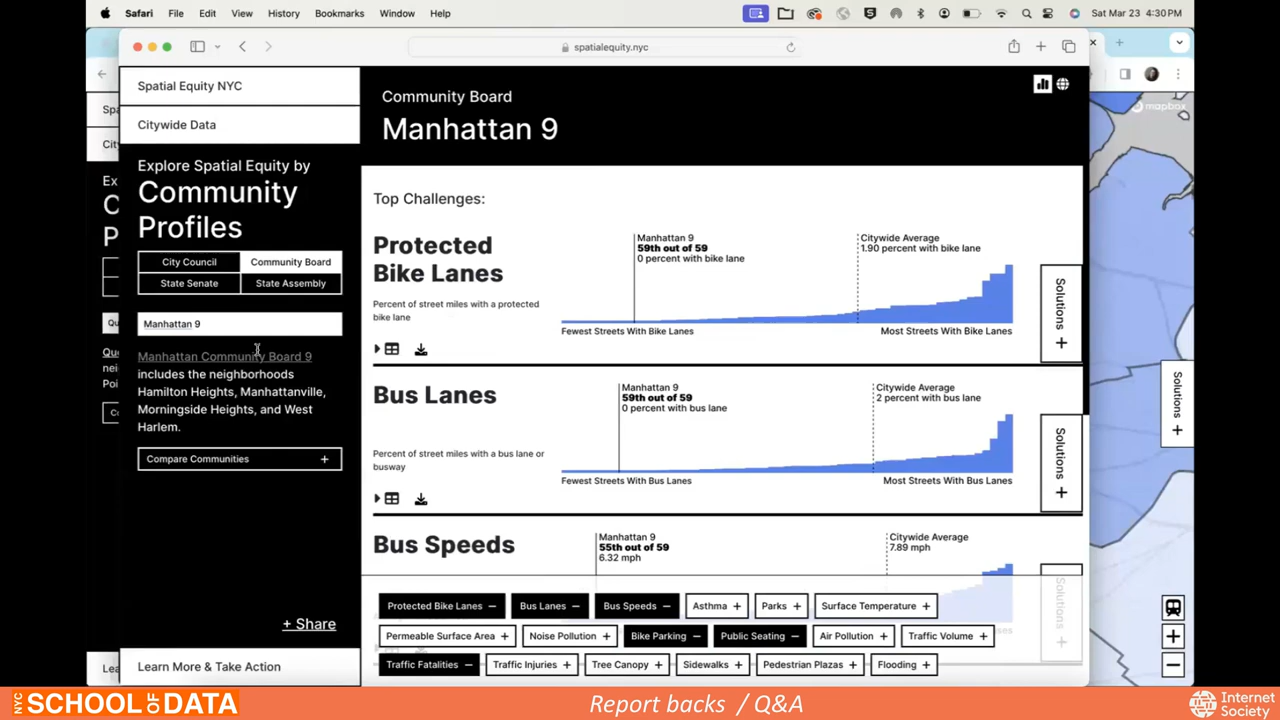 Safari File Edit View History Bookmarks Window Help
Sat Mar 23 4:30 PM
spatialequity.nyc
mapbox
Spatial Equity NYC
Citywide Data
Explore Spatial Equity by
Community
Profiles
City Council
Community Board
State Senate
State Assembly
Manhattan 9
Manhattan Community Board 9
includes the neighborhoods
Hamilton Heights, Manhattanville,
Morningside Heights, and West
Harlem.
Compare Communities +
+ Share
Learn More & Take Action
Community Board
Manhattan 9
Top Challenges:
Protected
Bike Lanes
Percent of street miles with a protected
bike lane
Manhattan 9
59th out of 59
0 percent with bike lane
Citywide Average
1.90 percent with bike lane
Fewest Streets With Bike Lanes
Most Streets With Bike Lanes
Solutions +
Bus Lanes
Percent of street miles with a bus lane or
busway
Manhattan 9
59th out of 59
0 percent with bus lane
Citywide Average
2 percent with bus lane
Fewest Streets With Bus Lanes
Most Streets With Bus Lanes
Solutions +
Bus Speeds
Manhattan 9
55th out of 59
6.32 mph
Citywide Average
7.89 mph
Solutions +
Protected Bike Lanes −
Bus Lanes −
Bus Speeds −
Asthma +
Parks +
Surface Temperature +
Permeable Surface Area +
Noise Pollution +
Bike Parking −
Public Seating −
Air Pollution +
Traffic Volume +
Traffic Fatalities −
Traffic Injuries +
Tree Canopy +
Sidewalks +
Pedestrian Plazas +
Flooding +
Solutions +
NYC SCHOOL OF DATA
Report backs / Q&A
Internet
Society